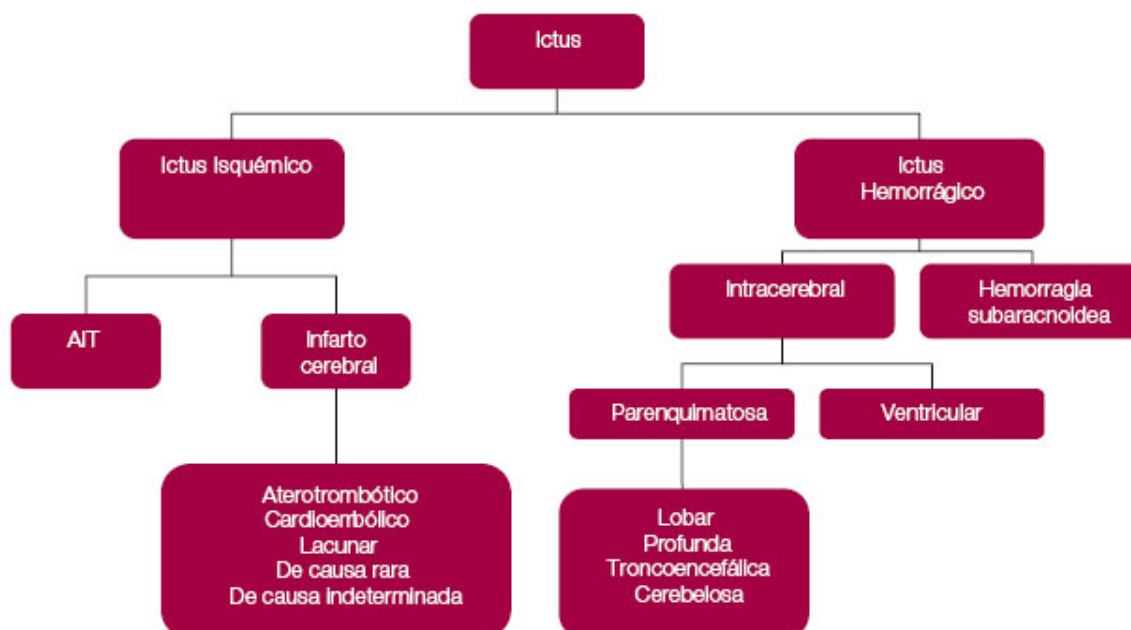 Ictus
Ictus Isquémico
Ictus
Hemorrágico
AIT
Infarto
cerebral
Intracerebral
Hemorragia
subaracnoidea
Parenquimatosa
Ventricular
Aterotrombótico
Cardioembólico
Lacunar
De causa rara
De causa indeterminada
Lobar
Profunda
Troncoencefálica
Cerebelosa